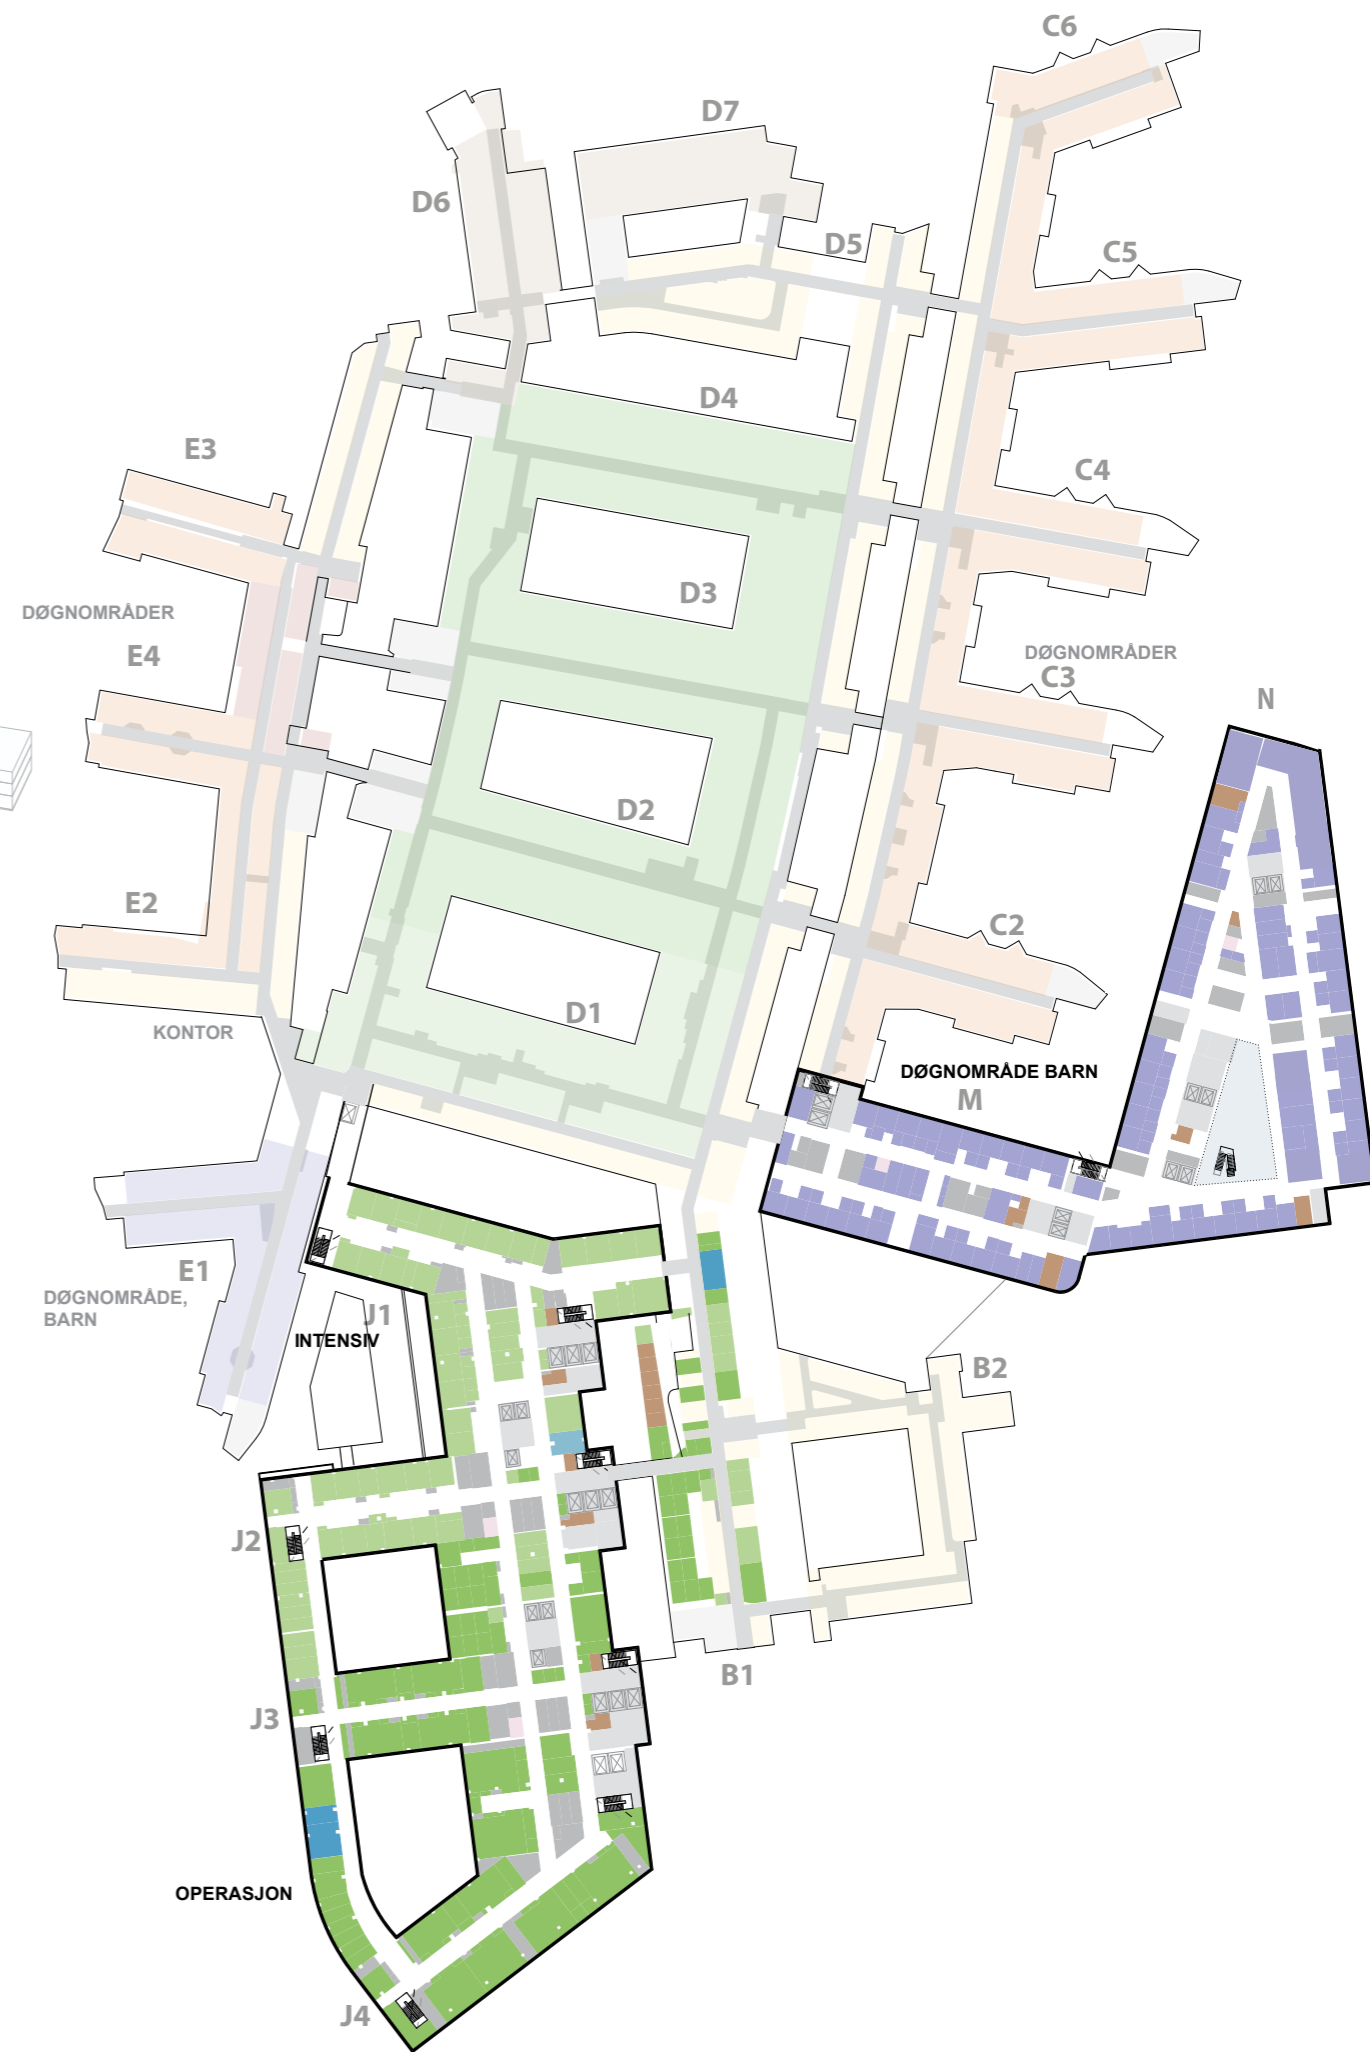 C6
D7
D6
D5
C5
D4
E3
C4
D3
DØGNOMRÅDER
E4
DØGNOMRÅDER
C3
N
D2
E2
C2
D1
KONTOR
DØGNOMRÅDE BARN
M
E1
DØGNOMRÅDE,
BARN
J1
INTENSIV
B2
J2
B1
J3
OPERASJON
J4